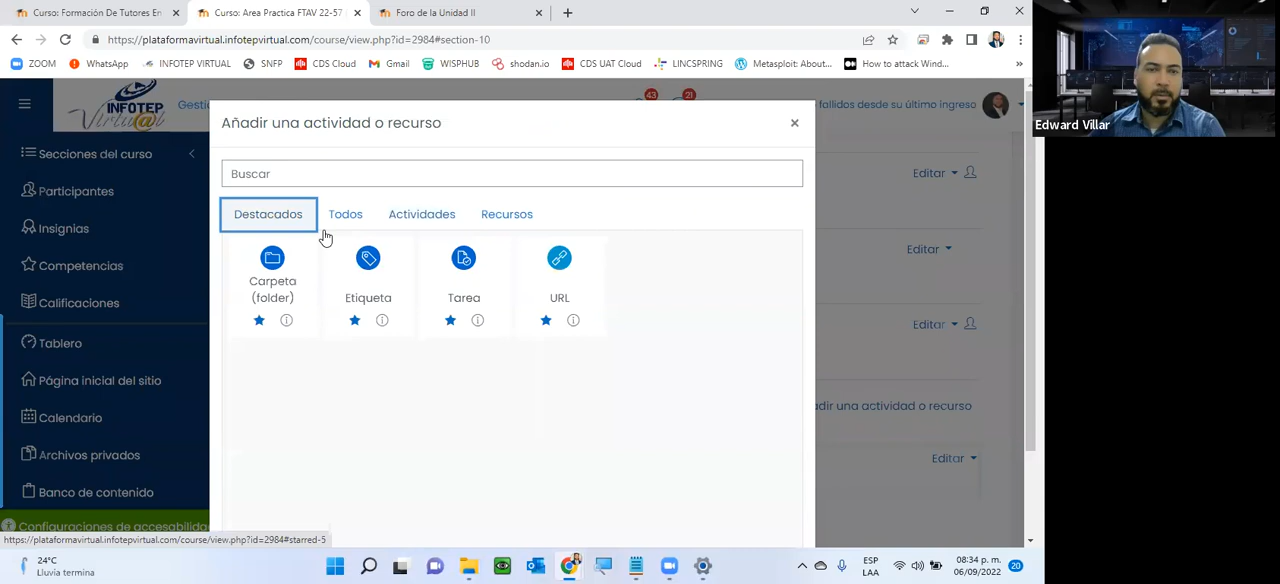 Curso: Formación De Tutores En
Curso: Area Practica FTAV 22-57
Foro de la Unidad II
https://plataformavirtual.infotepvirtual.com/course/view.php?id=2984#section-10
ZOOM
WhatsApp
INFOTEP VIRTUAL
SNFP
CDS Cloud
Gmail
WISPHUB
shodan.io
CDS UAT Cloud
LINCSPRING
Metasploit: About...
How to attack Wind...
»
INFOTEP
Virtu@l
Gestic
43
21
fallidos desde su último ingreso
Edward Villar
Añadir una actividad o recurso
×
Buscar
Destacados
Todos
Actividades
Recursos
Carpeta
(folder)
Etiqueta
Tarea
URL
Secciones del curso
Participantes
Insignias
Competencias
Calificaciones
Tablero
Página inicial del sitio
Calendario
Archivos privados
Banco de contenido
Configuraciones de accesabilida
Editar
Editar
Editar
dir una actividad o recurso
Editar
https://plataformavirtual.infotepvirtual.com/course/view.php?id=2984#starred-5
24°C
Lluvia termina
ESP
LAA
08:34 p. m.
06/09/2022
20